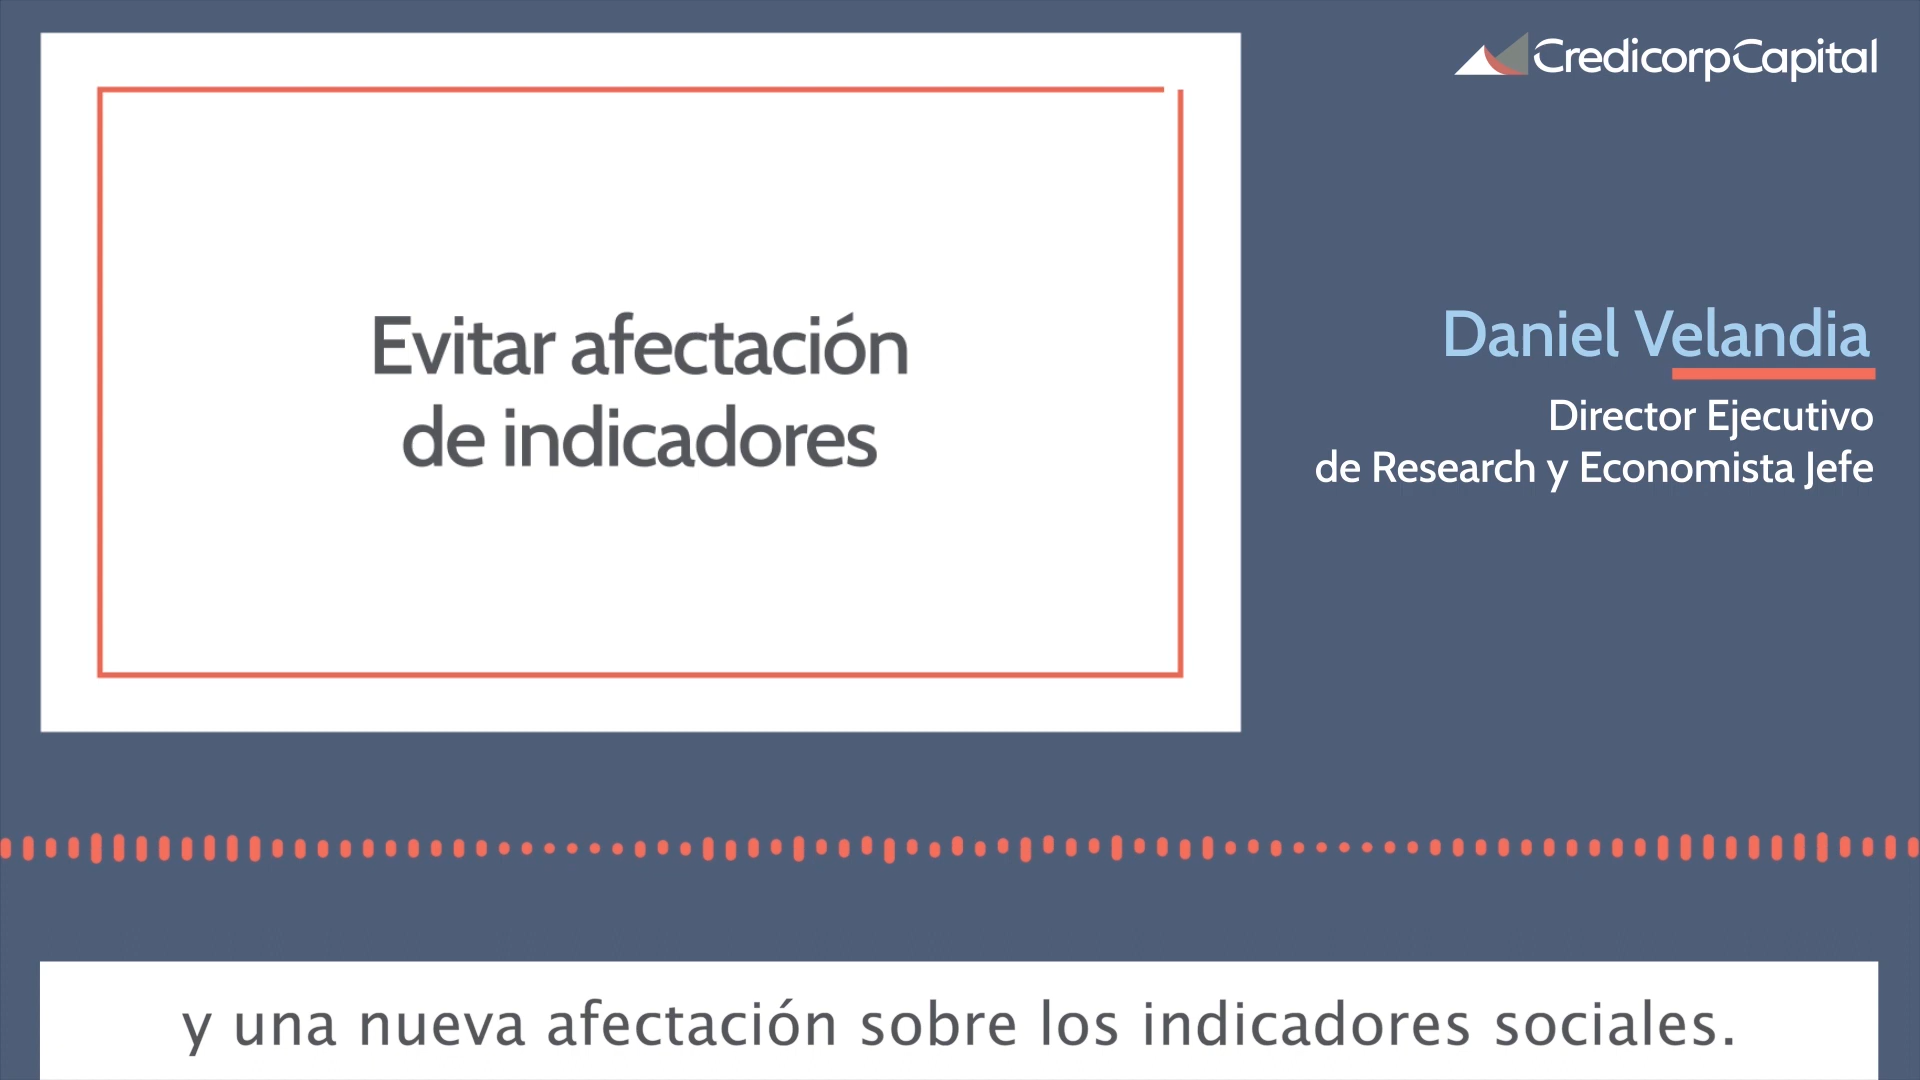 CredicorpCapital
Evitar afectación
de indicadores
Daniel Velandia
Director Ejecutivo
de Research y Economista Jefe
y una nueva afectación sobre los indicadores sociales.